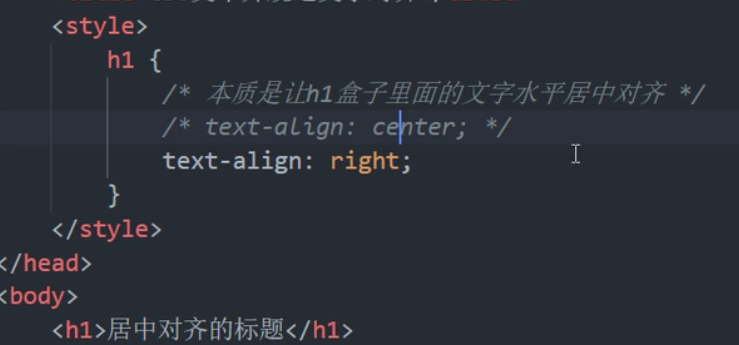 <style>
h1 {
/* 本质是让h1盒子里面的文字水平居中对齐 */
/* text-align: center; */
text-align: right;
}
</style>
</head>
<body>
<h1>居中对齐的标题</h1>